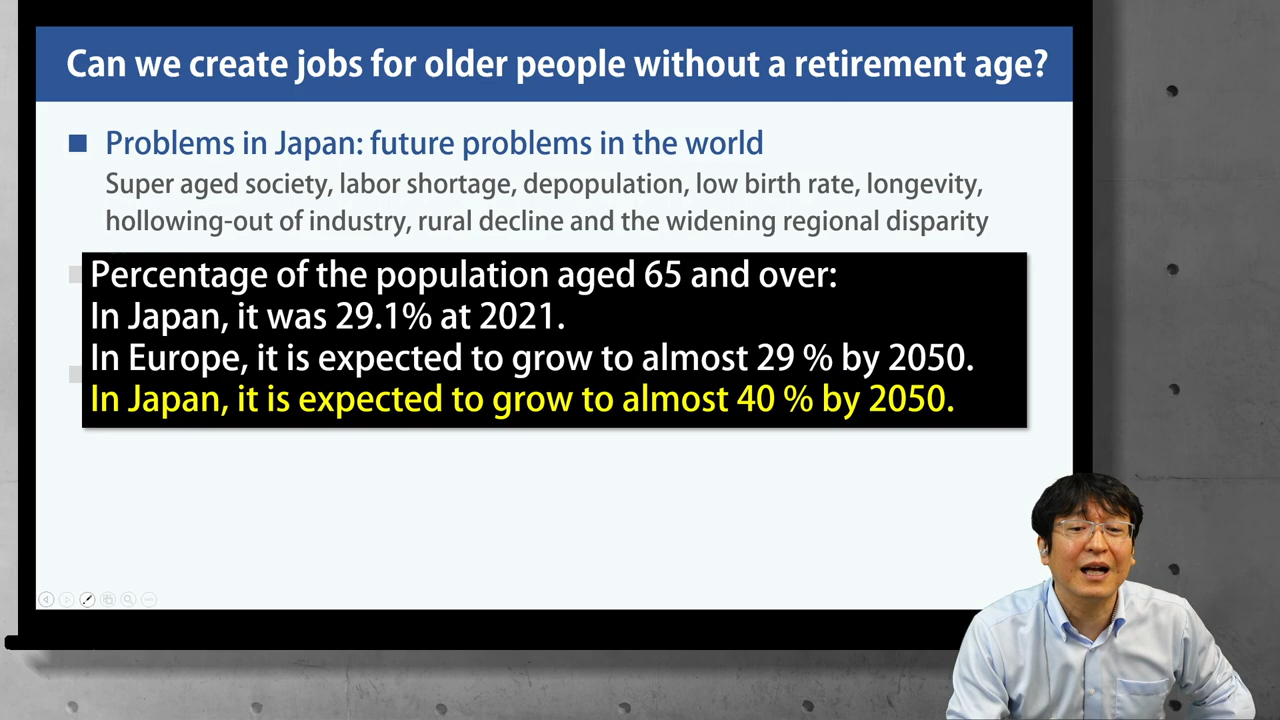 Can we create jobs for older people without a retirement age?
Problems in Japan: future problems in the world
Super aged society, labor shortage, depopulation, low birth rate, longevity,
hollowing-out of industry, rural decline and the widening regional disparity
Percentage of the population aged 65 and over:
In Japan, it was 29.1% at 2021.
In Europe, it is expected to grow to almost 29 % by 2050.
In Japan, it is expected to grow to almost 40 % by 2050.